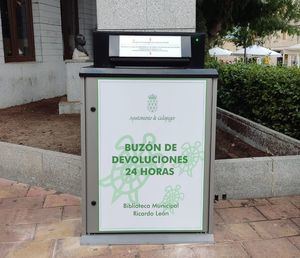 Ayuntamiento de Galapagar
BUZÓN DE
DEVOLUCIONES
24 HORAS
Biblioteca Municipal
Ricardo León